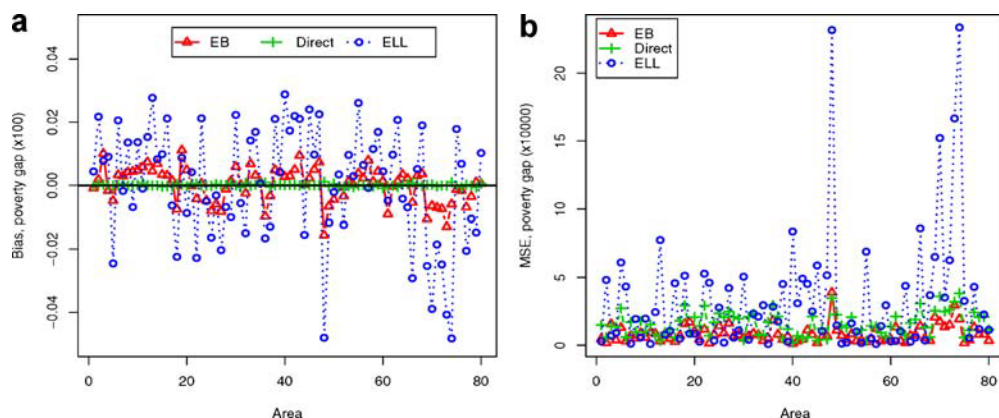 a
EB Direct ELL
Bias, poverty gap (x100)
0.04
0.02
0.00
−0.02
−0.04
0 20 40 60 80
Area
b
EB
Direct
ELL
MSE, poverty gap (x10000)
20
15
10
5
0
0 20 40 60 80
Area